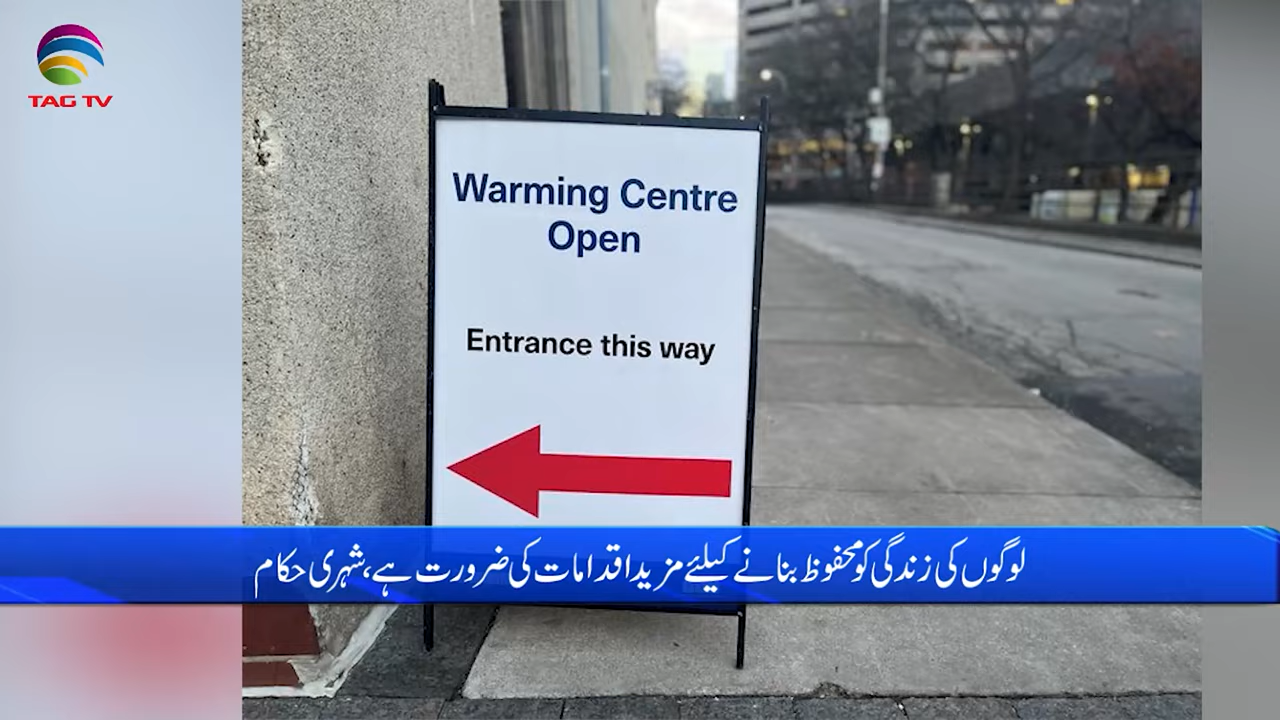 TAG TV
Warming Centre
Open
Entrance this way
لوگوں کی زندگی کو محفوظ بنانے کیلئے مزید اقدامات کی ضرورت ہے، شہری حکام